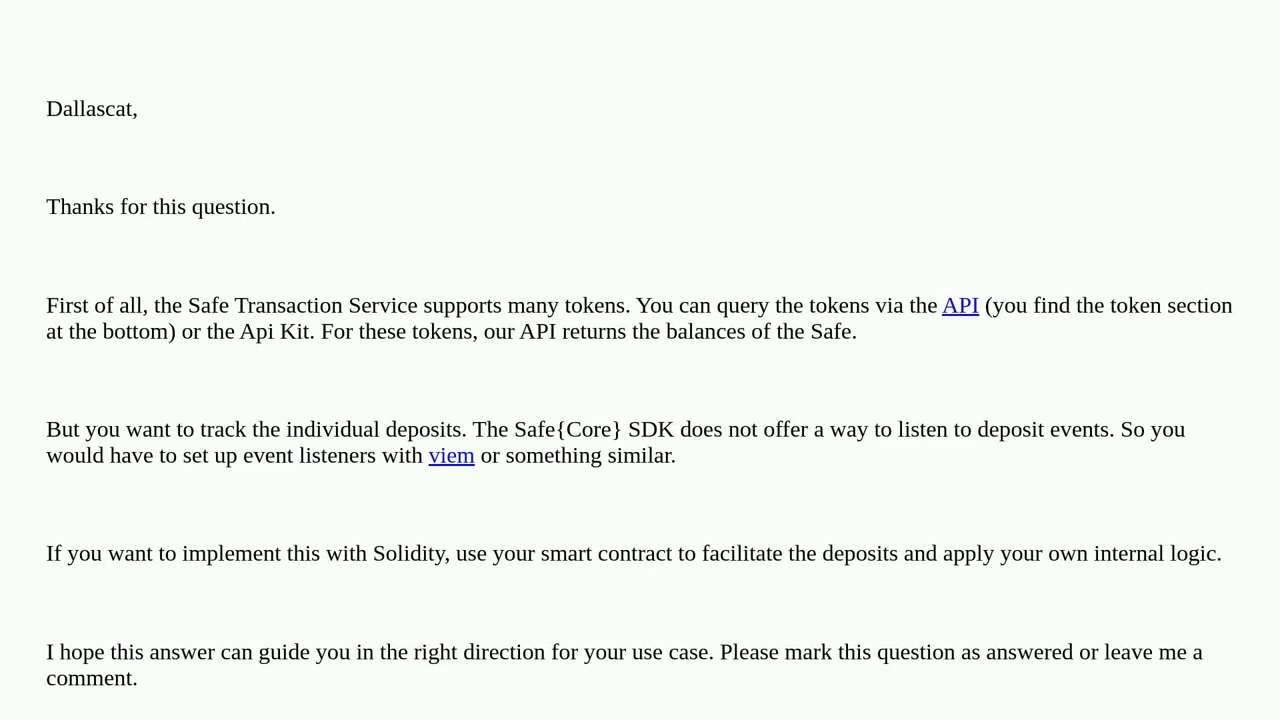 Dallascat,
Thanks for this question.
First of all, the Safe Transaction Service supports many tokens. You can query the tokens via the API (you find the token section
at the bottom) or the Api Kit. For these tokens, our API returns the balances of the Safe.
But you want to track the individual deposits. The Safe{Core} SDK does not offer a way to listen to deposit events. So you
would have to set up event listeners with viem or something similar.
If you want to implement this with Solidity, use your smart contract to facilitate the deposits and apply your own internal logic.
I hope this answer can guide you in the right direction for your use case. Please mark this question as answered or leave me a
comment.